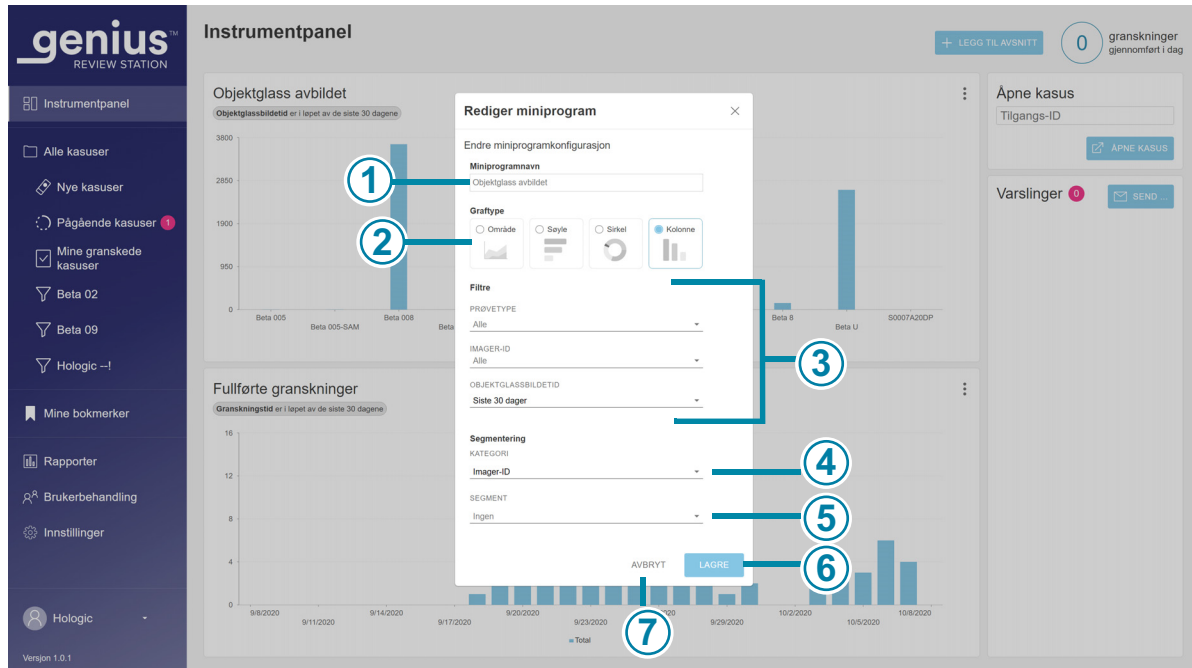 genius™
REVIEW STATION
Instrumentpanel
Alle kasuser
Nye kasuser
Pågående kasuser 1
Mine granskede
kasuser
Beta 02
Beta 09
Hologic --!
Mine bokmerker
Rapporter
Brukerbehandling
Innstillinger
Hologic
Versjon 1.0.1
Instrumentpanel
+ LEGG TIL AVSNITT
0
granskninger
gjennomført i dag
Objektglass avbildet
Objektglassbildetid er i løpet av de siste 30 dagene
3800
2850
1900
950
0
Beta 005
Beta 005-SAM
Beta 008
Beta
Beta 8
Beta U
S0007A20DP
Fullførte granskninger
Granskningstid er i løpet av de siste 30 dagene
16
12
8
4
0
9/8/2020
9/11/2020
9/14/2020
9/17/2020
9/20/2020
9/23/2020
9/29/2020
10/2/2020
10/5/2020
10/8/2020
Total
Rediger miniprogram
Endre miniprogramkonfigurasjon
Miniprogramnavn
Objektglass avbildet
Graftype
Område
Søyle
Sirkel
Kolonne
Filtre
PRØVETYPE
Alle
IMAGER-ID
Alle
OBJEKTGLASSBILDETID
Siste 30 dager
Segmentering
KATEGORI
Imager-ID
SEGMENT
Ingen
AVBRYT
LAGRE
1
2
3
4
5
6
7
Åpne kasus
Tilgangs-ID
ÅPNE KASUS
Varslinger 0
SEND ...